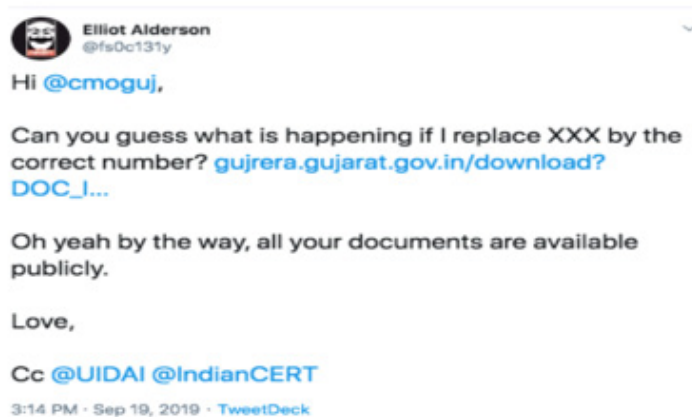 Elliot Alderson
@fs0c131y
Hi @cmoguj,
Can you guess what is happening if I replace XXX by the
correct number? gujrera.gujarat.gov.in/download?
DOC_I...
Oh yeah by the way, all your documents are available
publicly.
Love,
Cc @UIDAI @IndianCERT
3:14 PM · Sep 19, 2019 · TweetDeck